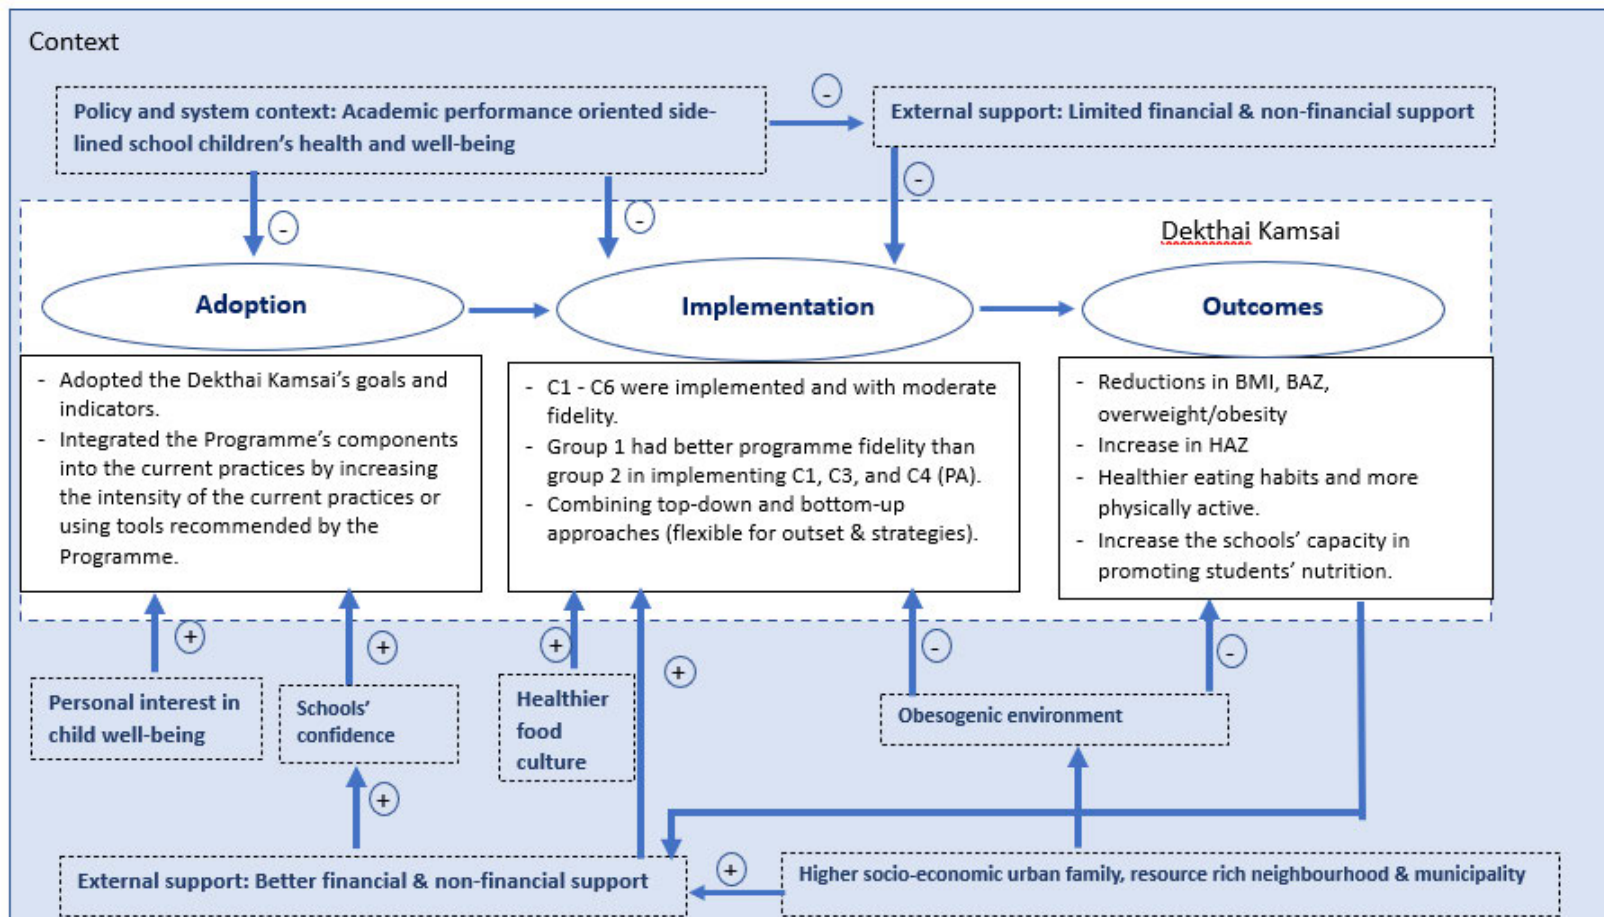 Context
Policy and system context: Academic performance oriented side-
lined school children’s health and well-being
-
External support: Limited financial & non-financial support
-
-
-
Dekthai Kamsai
Adoption
Implementation
Outcomes
- Adopted the Dekthai Kamsai’s goals and
indicators.
- Integrated the Programme’s components
into the current practices by increasing
the intensity of the current practices or
using tools recommended by the
Programme.
- C1 - C6 were implemented and with moderate
fidelity.
- Group 1 had better programme fidelity than
group 2 in implementing C1, C3, and C4 (PA).
- Combining top-down and bottom-up
approaches (flexible for outset & strategies).
- Reductions in BMI, BAZ,
overweight/obesity
- Increase in HAZ
- Healthier eating habits and more
physically active.
- Increase the schools’ capacity in
promoting students’ nutrition.
+
+
+
+
-
-
Personal interest in
child well-being
Schools’
confidence
Healthier
food
culture
Obesogenic environment
+
External support: Better financial & non-financial support
+
Higher socio-economic urban family, resource rich neighbourhood & municipality